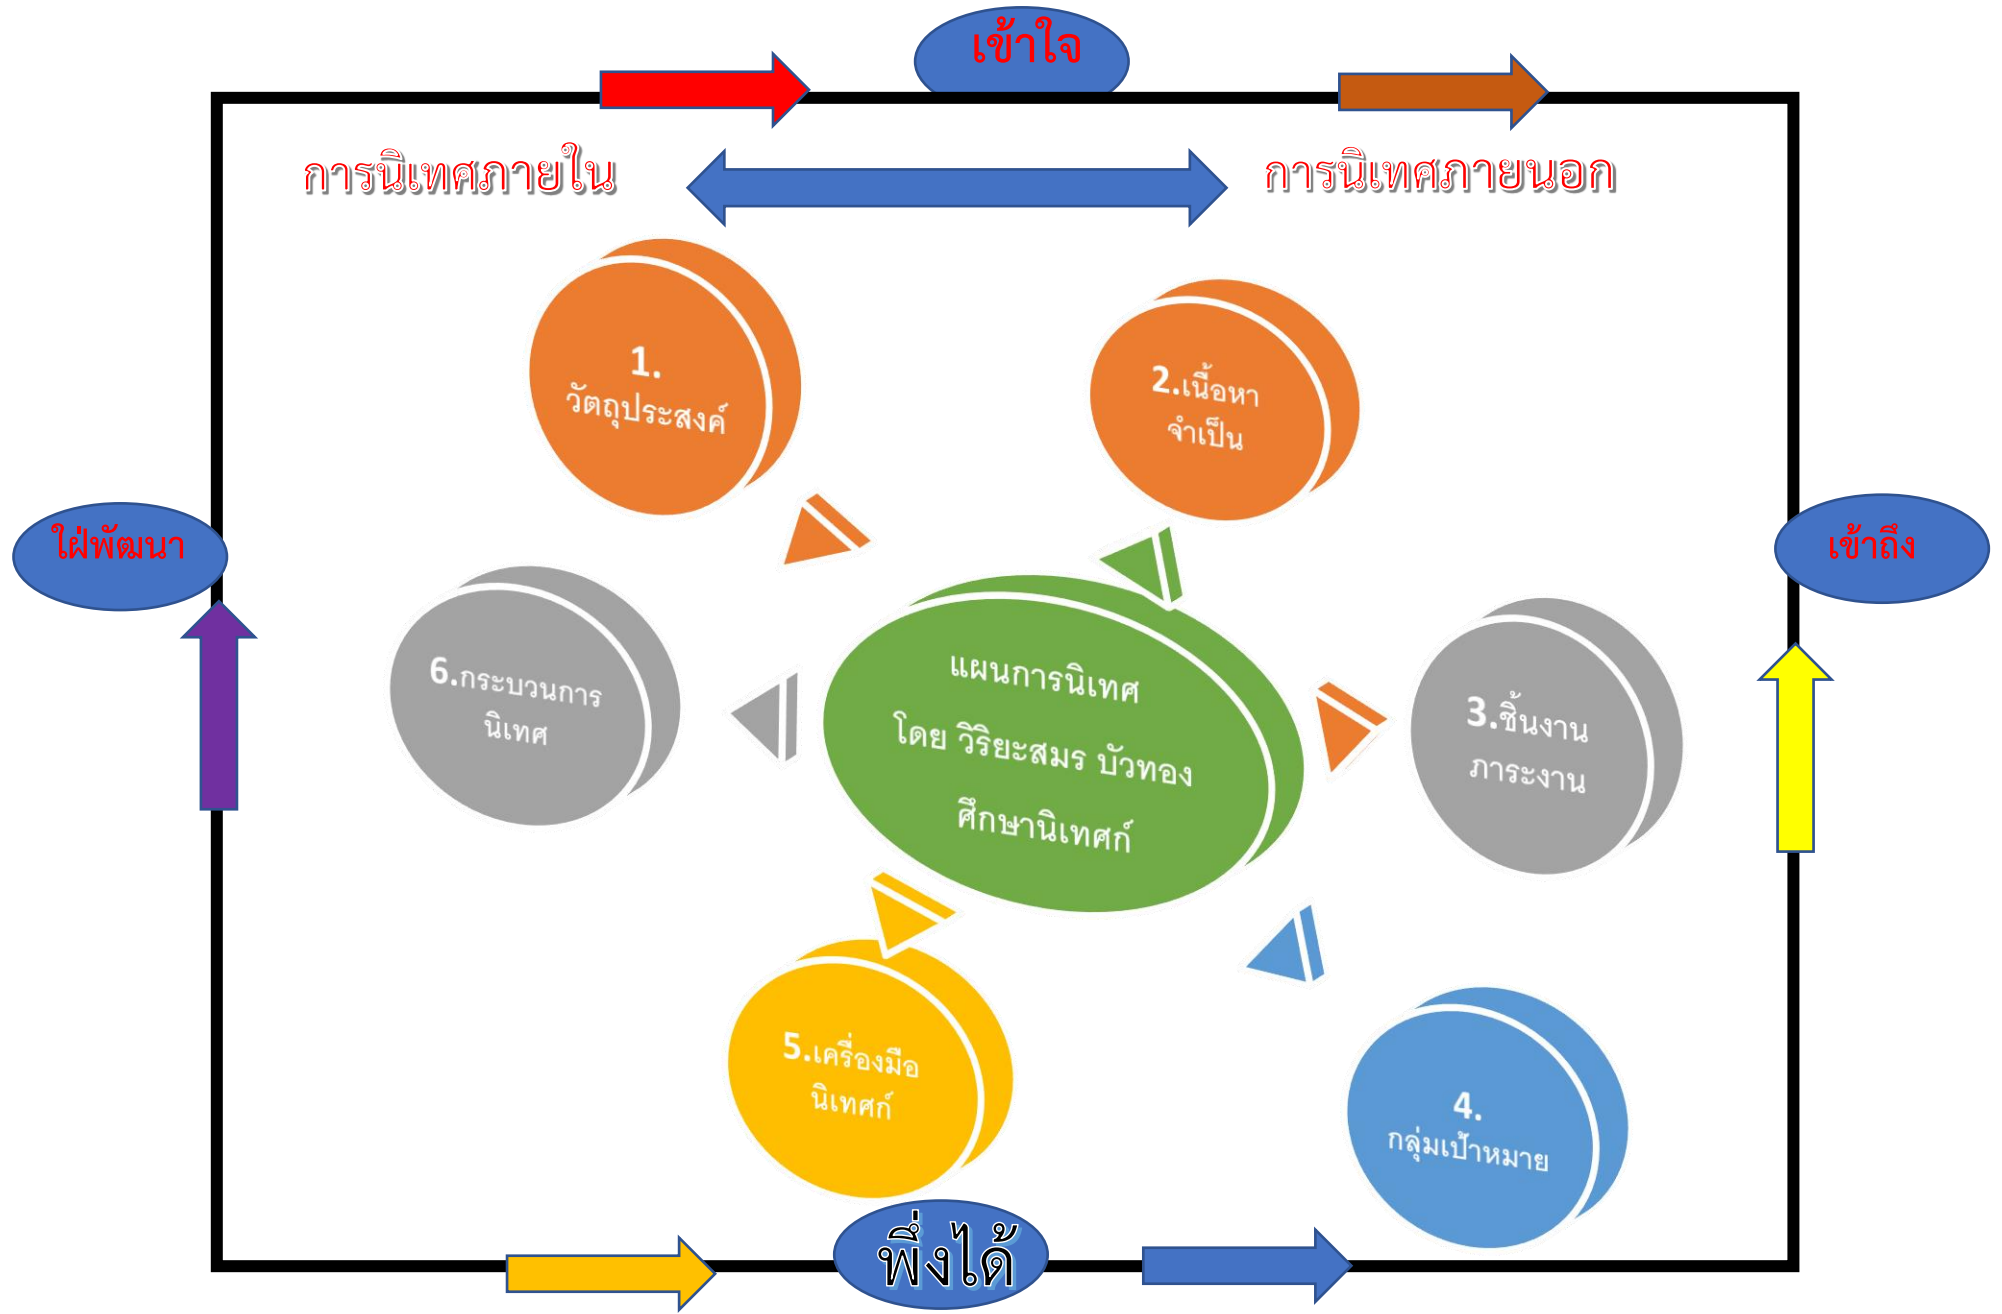 เข้าใจ
การนิเทศภายใน
การนิเทศภายนอก
1.
วัตถุประสงค์
2.เนื้อหา
จำเป็น
ใฝ่พัฒนา
เข้าถึง
6.กระบวนการ
นิเทศ
แผนการนิเทศ
โดย วิริยะสมร บัวทอง
ศึกษานิเทศก์
3.ชิ้นงาน
ภาระงาน
5.เครื่องมือ
นิเทศก์
4.
กลุ่มเป้าหมาย
พึ่งได้